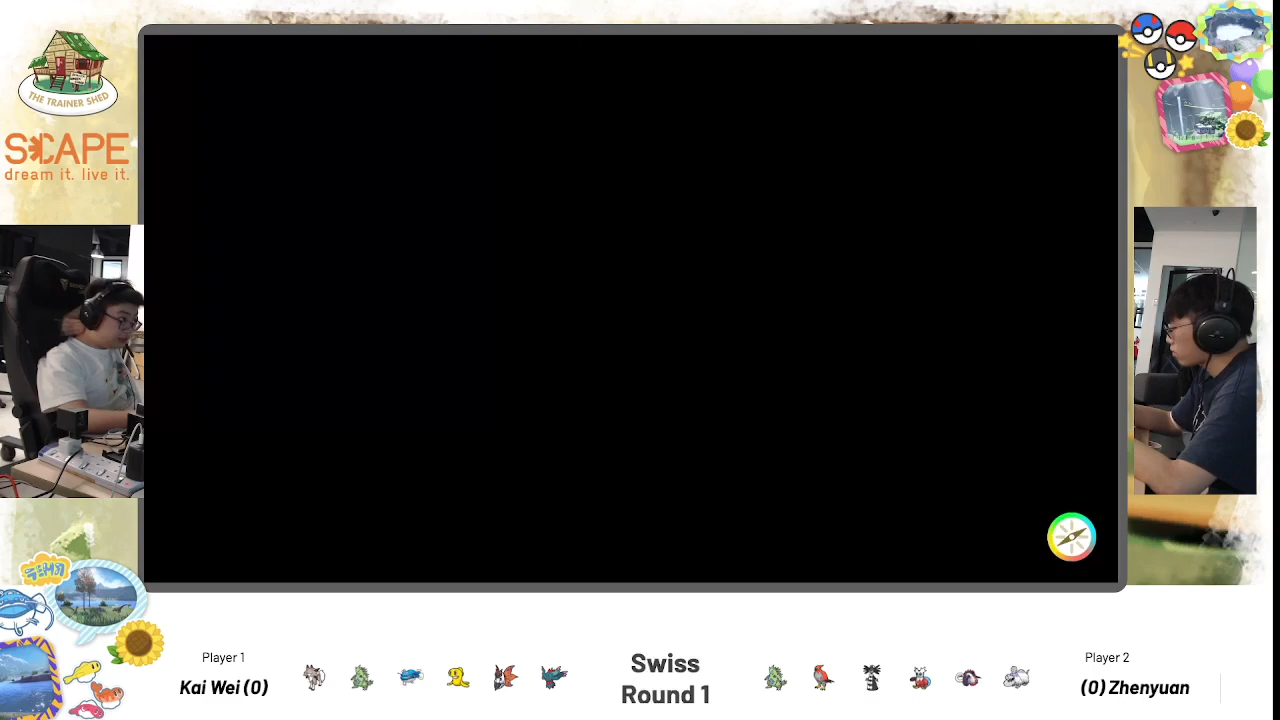 THE TRAINER SHED
SCAPE
dream it. live it.
Player 1
Kai Wei (0)
Swiss
Round 1
Player 2
(0) Zhenyuan